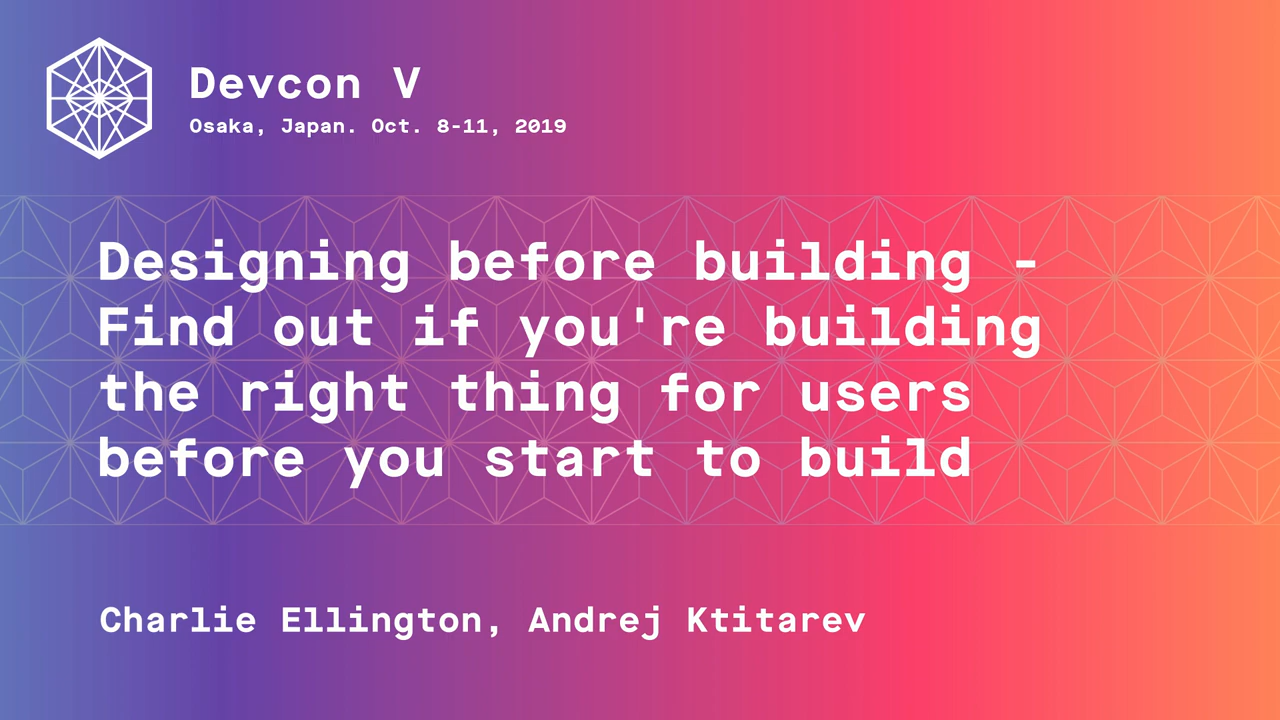 Devcon V
Osaka, Japan. Oct. 8-11, 2019
Designing before building -
Find out if you're building
the right thing for users
before you start to build
Charlie Ellington, Andrej Ktitarev